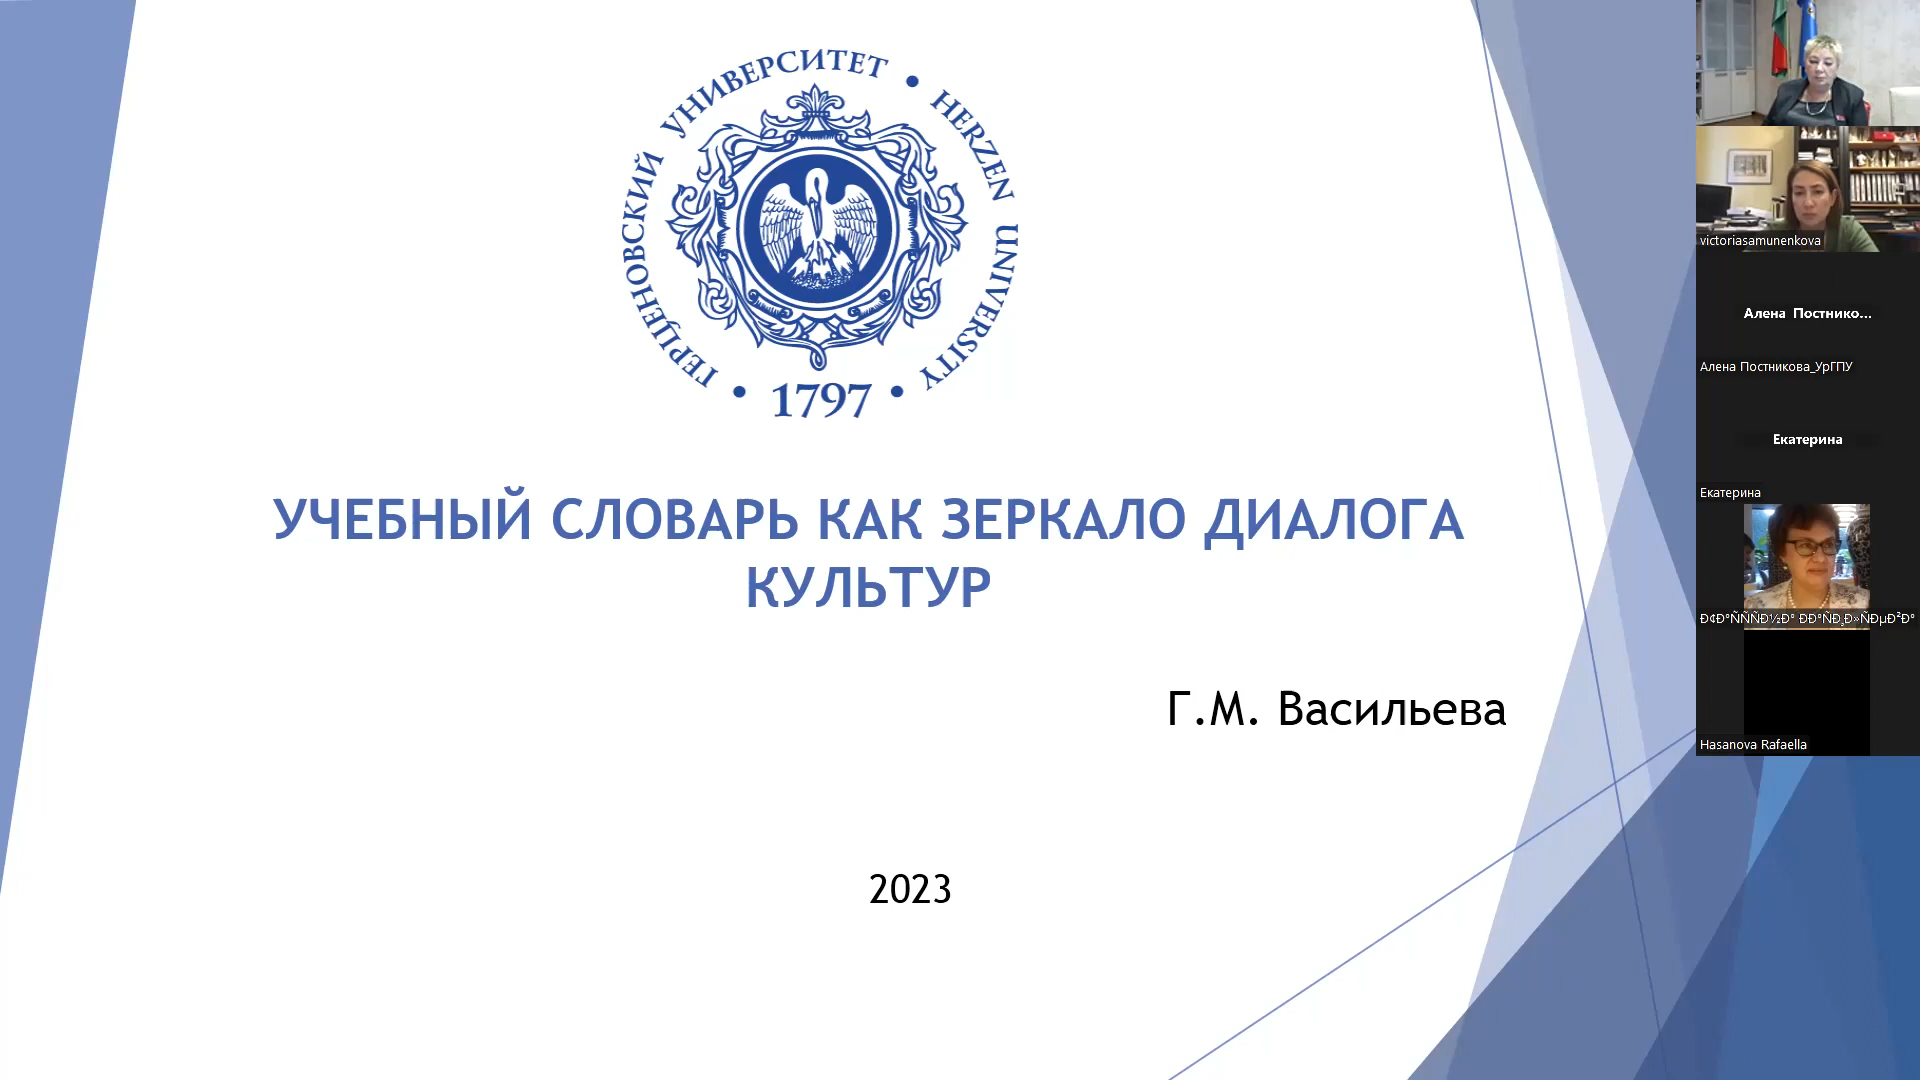 ГЕРЦЕНОВСКИЙ УНИВЕРСИТЕТ • HERZEN UNIVERSITY
• 1797 •
УЧЕБНЫЙ СЛОВАРЬ КАК ЗЕРКАЛО ДИАЛОГА
КУЛЬТУР
Г.М. Васильева
2023
victoriasamunenkova
Алена Постнико...
Алена Постникова_УрГПУ
Екатерина
Екатерина
Hasanova Rafaella